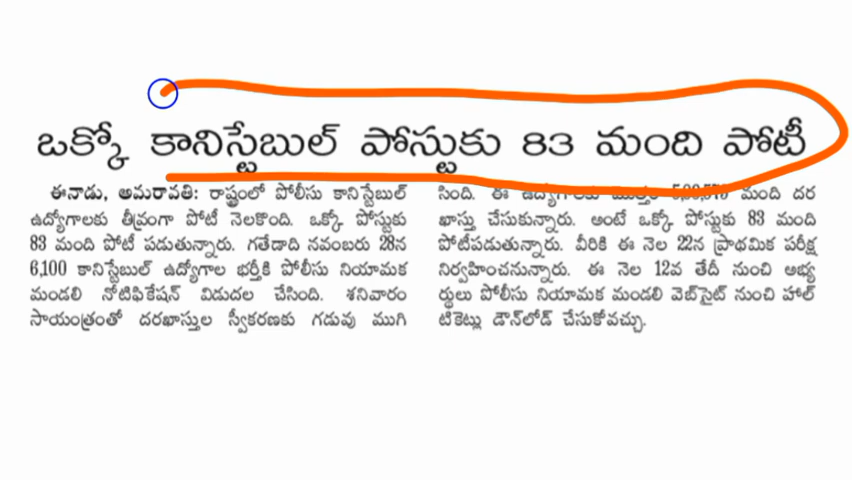 ఒక్కో కానిస్టేబుల్ పోస్టుకు 83 మంది పోటీ
ఈనాడు, అమరావతి: రాష్ట్రంలో పోలీసు కానిస్టేబుల్
ఉద్యోగాలకు తీవ్రంగా పోటీ నెలకొంది. ఒక్కో పోస్టుకు
83 మంది పోటీ పడుతున్నారు. గతేడాది నవంబరు 28న
6,100 కానిస్టేబుల్ ఉద్యోగాల భర్తీకి పోలీసు నియామక
మండలి నోటిఫికేషన్ విడుదల చేసింది. శనివారం
సాయంత్రంతో దరఖాస్తుల స్వీకరణకు గడువు ముగి
సింది. ఈ ఉద్యోగాలకు మొత్తం మంది దర
ఖాస్తు చేసుకున్నారు. అంటే ఒక్కో పోస్టుకు 83 మంది
పోటీపడుతున్నారు. వీరికి ఈ నెల 22న ప్రాథమిక పరీక్ష
నిర్వహించనున్నారు. ఈ నెల 12వ తేదీ నుంచి అభ్య
ర్థులు పోలీసు నియామక మండలి వెబ్‌సైట్ నుంచి హాల్
టికెట్లు డౌన్‌లోడ్ చేసుకోవచ్చు.